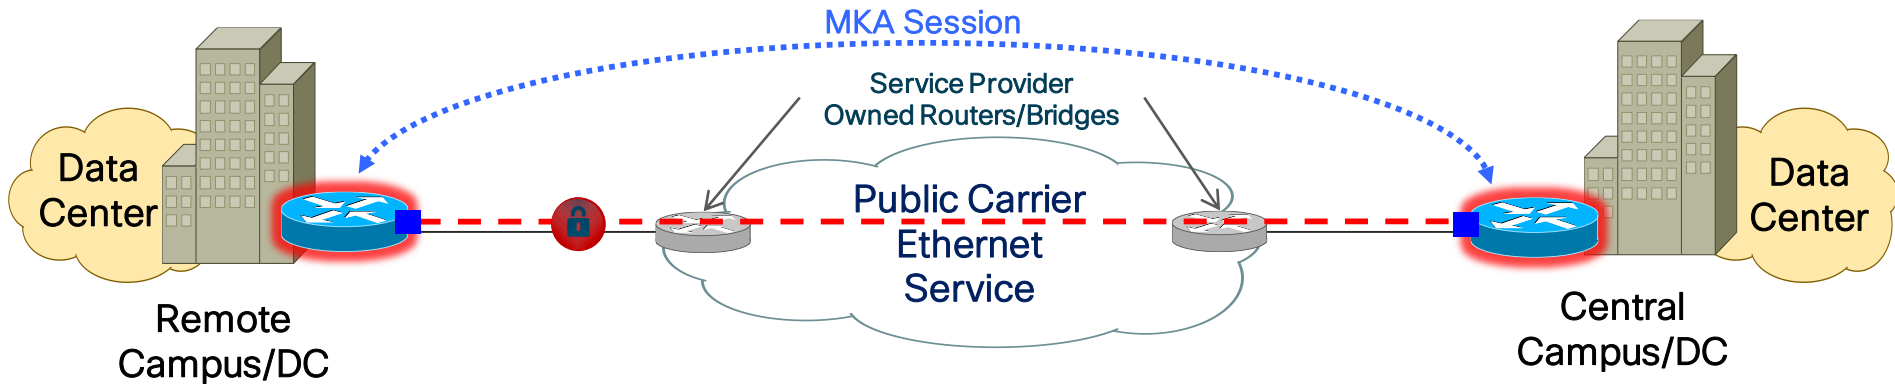 MKA Session
Service Provider
Owned Routers/Bridges
Data
Center
Public Carrier
Ethernet
Service
Data
Center
Remote
Campus/DC
Central
Campus/DC